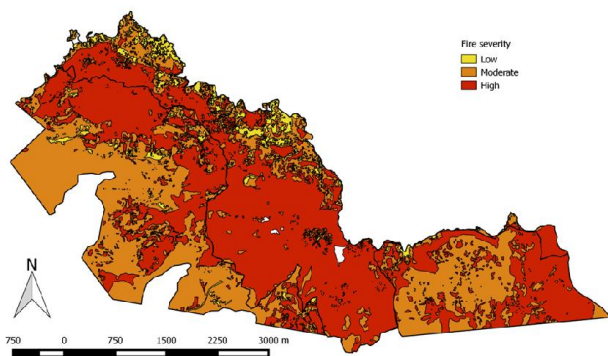 Fire severity
Low
Moderate
High
N
750 0 750 1500 2250 3000 m